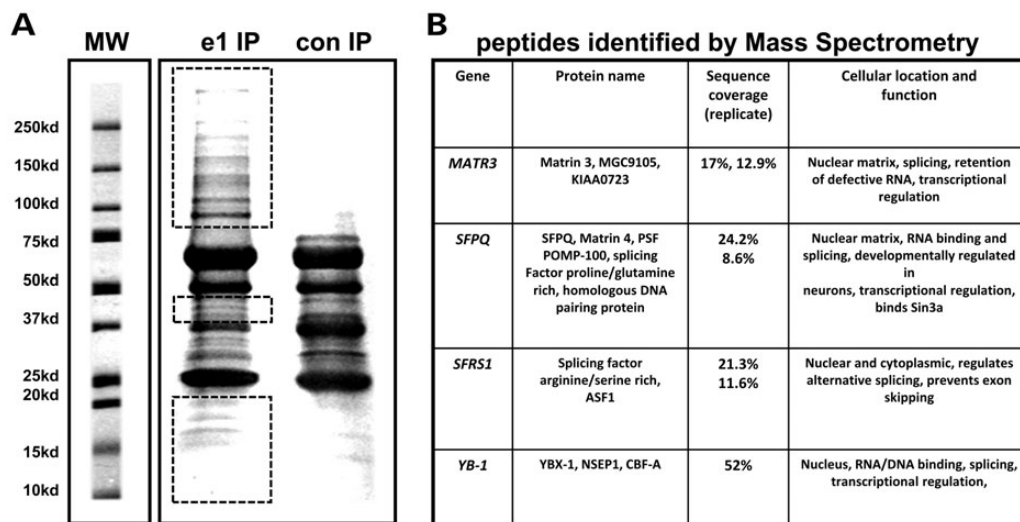 A
MW
e1 IP
con IP
250kd
150kd
100kd
75kd
50kd
37kd
25kd
20kd
15kd
10kd
B
peptides identified by Mass Spectrometry
Gene
Protein name
Sequence
coverage
(replicate)
Cellular location and
function
MATR3
Matrin 3, MGC9105,
KIAA0723
17%, 12.9%
Nuclear matrix, splicing, retention
of defective RNA, transcriptional
regulation
SFPQ
SFPQ, Matrin 4, PSF
POMP-100, splicing
Factor proline/glutamine
rich, homologous DNA
pairing protein
24.2%
8.6%
Nuclear matrix, RNA binding and
splicing, developmentally regulated
in
neurons, transcriptional regulation,
binds Sin3a
SFRS1
Splicing factor
arginine/serine rich,
ASF1
21.3%
11.6%
Nuclear and cytoplasmic, regulates
alternative splicing, prevents exon
skipping
YB-1
YBX-1, NSEP1, CBF-A
52%
Nucleus, RNA/DNA binding, splicing,
transcriptional regulation,